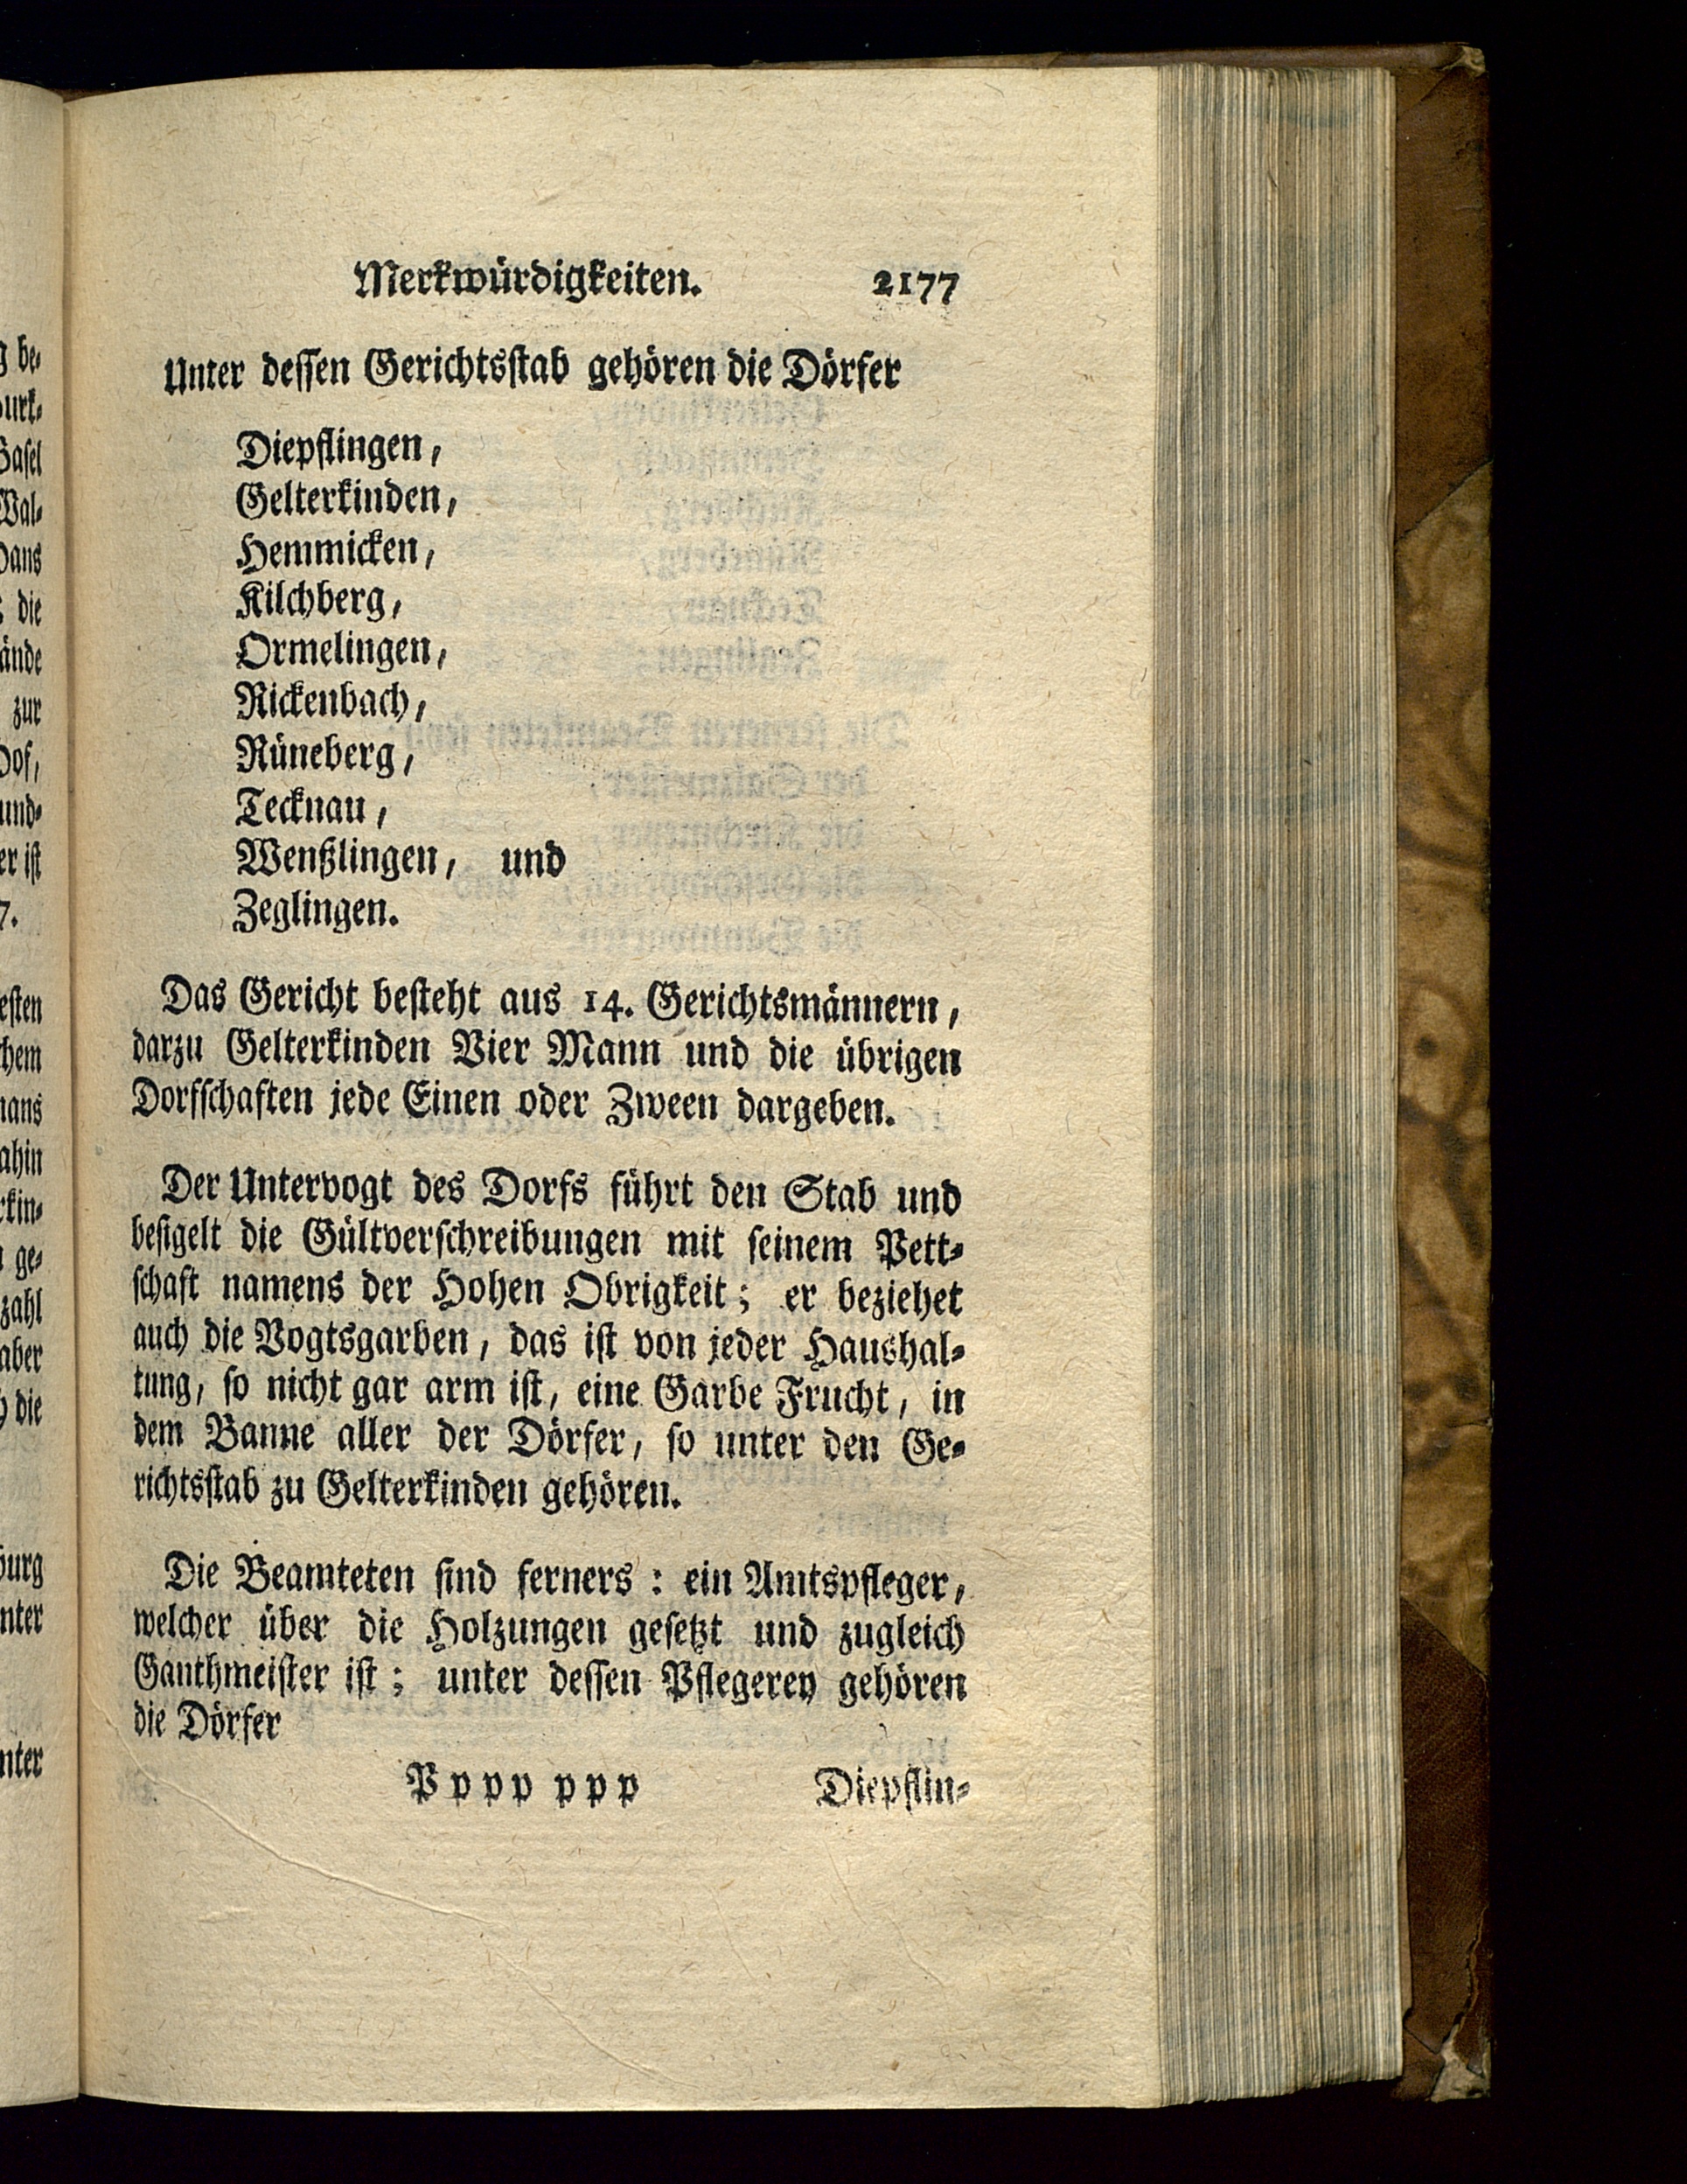 Merkwürdigkeiten. 2177
Unter dessen Gerichtsstab gehören die Dörfer
Diepflingen,
Gelterkinden,
Hemmicken,
Kilchberg,
Ormelingen,
Rickenbach,
Rüneberg,
Tecknau,
Wenßlingen, und
Zeglingen.
Das Gericht besteht aus 14. Gerichtsmännern,
darzu Gelterkinden Vier Mann und die übrigen
Dorfschaften jede Einen oder Zween dargeben.
Der Untervogt des Dorfs führt den Stab und
besigelt die Gültverschreibungen mit seinem Pett-
schaft namens der Hohen Obrigkeit; er beziehet
auch die Vogtsgarben, das ist von jeder Haushal-
tung, so nicht gar arm ist, eine Garbe Frucht, in
dem Banne aller der Dörfer, so unter den Ge-
richtsstab zu Gelterkinden gehören.
Die Beamteten sind ferners: ein Amtspfleger,
welcher über die Holzungen gesetzt und zugleich
Ganthmeister ist; unter dessen Pflegerey gehören
die Dörfer
Pppp ppp Diepflin-